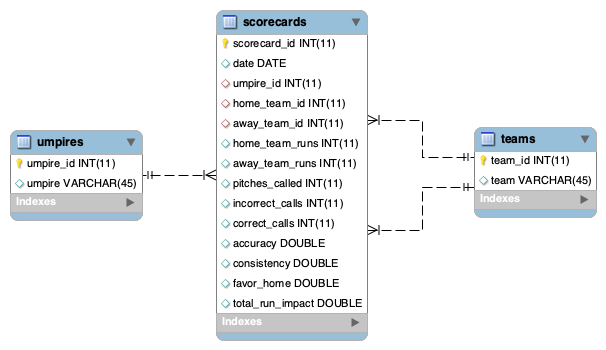 scorecards
scorecard_id INT(11)
date DATE
umpire_id INT(11)
home_team_id INT(11)
away_team_id INT(11)
home_team_runs INT(11)
away_team_runs INT(11)
pitches_called INT(11)
incorrect_calls INT(11)
correct_calls INT(11)
accuracy DOUBLE
consistency DOUBLE
favor_home DOUBLE
total_run_impact DOUBLE
Indexes
umpires
umpire_id INT(11)
umpire VARCHAR(45)
Indexes
teams
team_id INT(11)
team VARCHAR(45)
Indexes